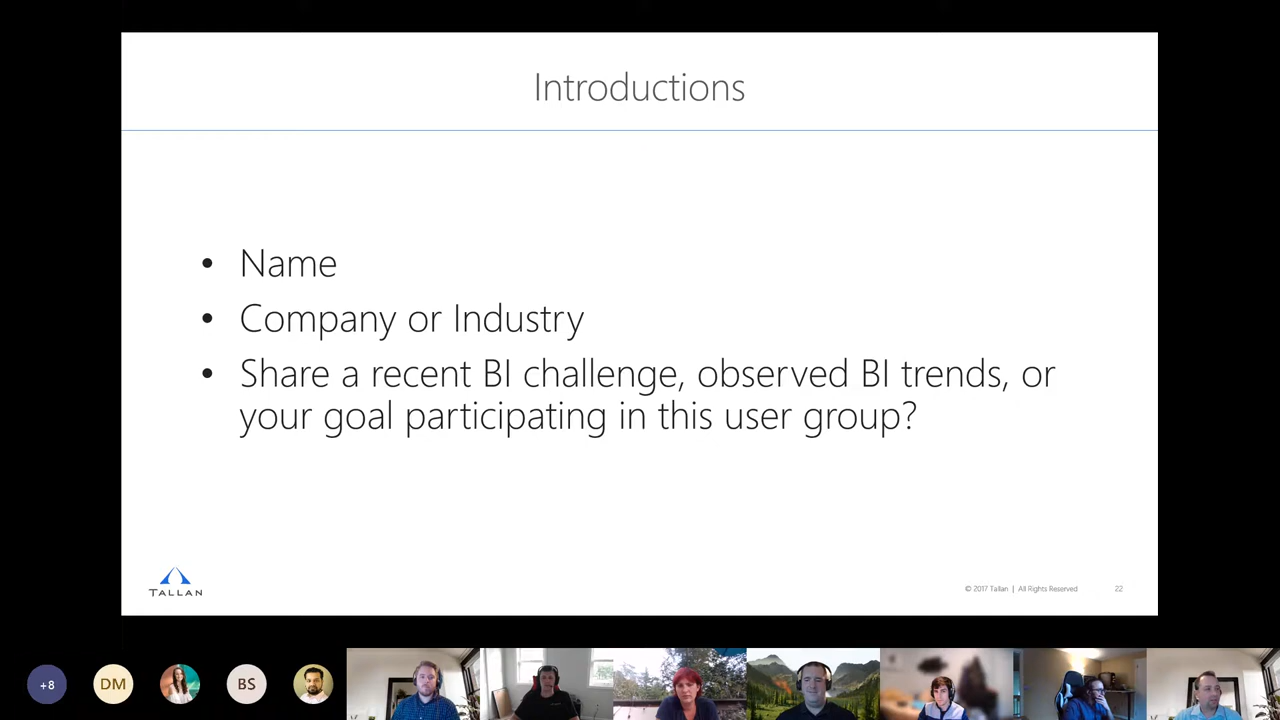 Introductions
• Name
• Company or Industry
• Share a recent BI challenge, observed BI trends, or
your goal participating in this user group?
TALLAN
© 2017 Tallan | All Rights Reserved 22
+8 DM BS